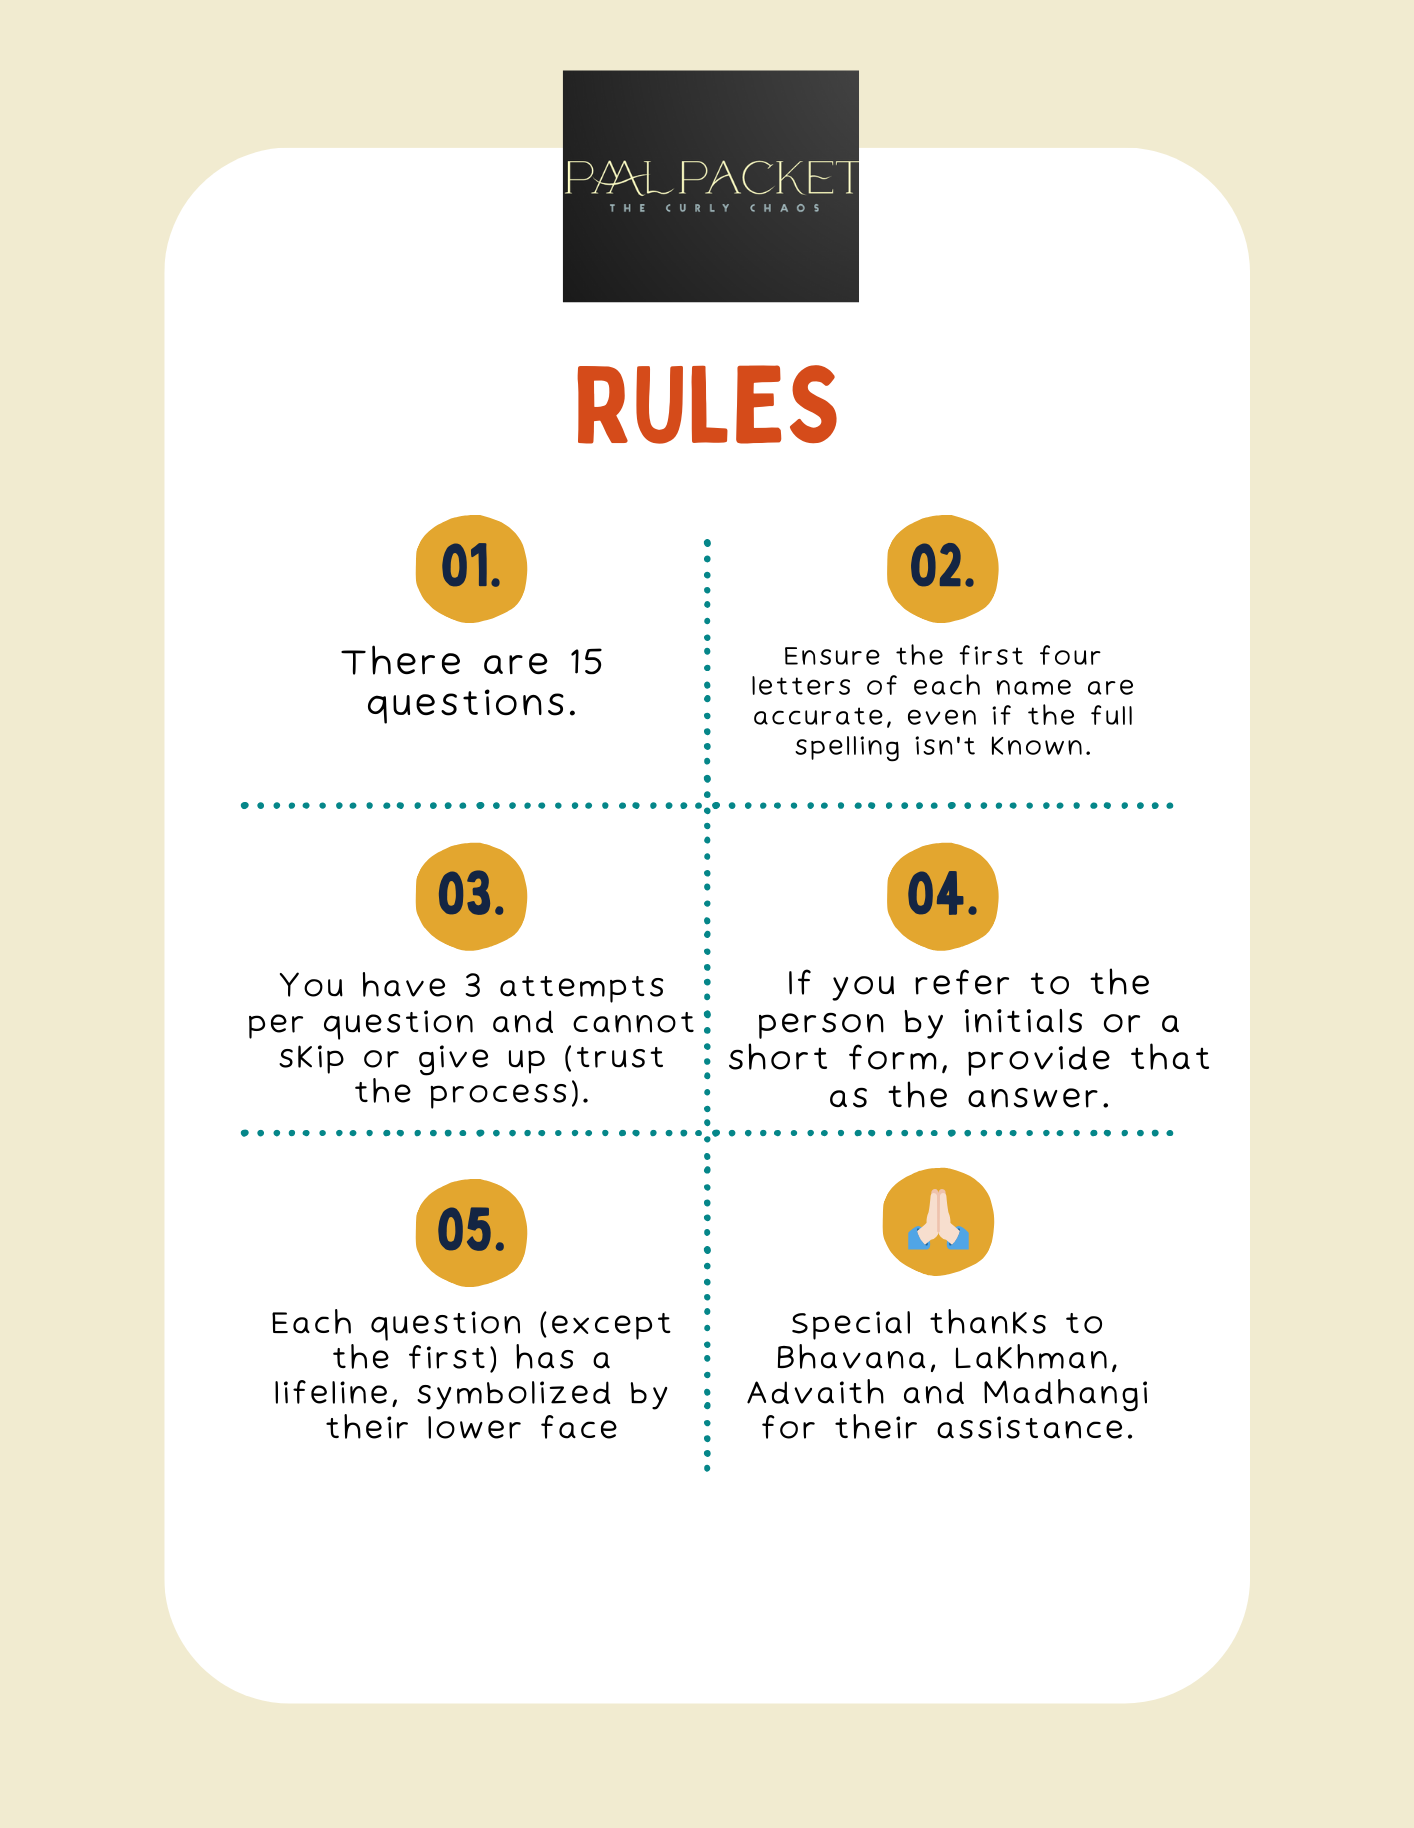 PAALPACKET
THE CURLY CHAOS
RULES
01.
There are 15
questions.
02.
Ensure the first four
letters of each name are
accurate, even if the full
spelling isn't known.
03.
You have 3 attempts
per question and cannot
skip or give up (trust
the process).
04.
If you refer to the
person by initials or a
short form, provide that
as the answer.
05.
Each question (except
the first) has a
lifeline, symbolized by
their lower face
Special thanks to
Bhavana, Lakhman,
Advaith and Madhangi
for their assistance.